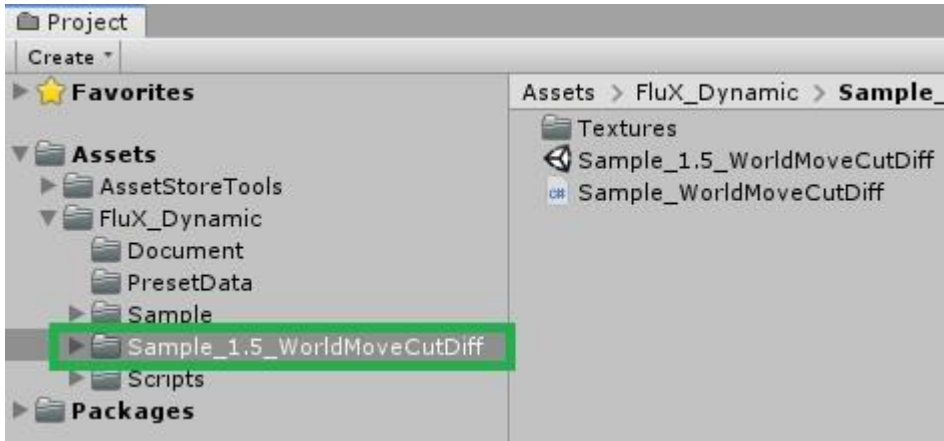 Project
Create
Favorites
Assets
AssetStoreTools
FluX_Dynamic
Document
PresetData
Sample
Sample_1.5_WorldMoveCutDiff
Scripts
Packages
Assets > FluX_Dynamic > Sample_
Textures
Sample_1.5_WorldMoveCutDiff
c# Sample_WorldMoveCutDiff